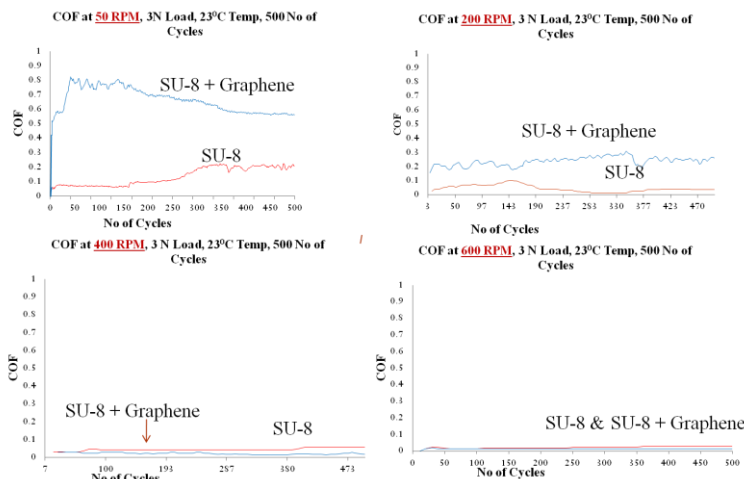 COF at 50 RPM, 3N Load, 23⁰C Temp, 500 No of
Cycles
1
0.9
0.8
0.7
0.6
0.5
0.4
0.3
0.2
0.1
0
COF
SU-8 + Graphene
SU-8
0 50 100 150 200 250 300 350 400 450 500
No of Cycles
COF at 200 RPM, 3 N Load, 23⁰C Temp, 500 No of
Cycles
1
0.9
0.8
0.7
0.6
0.5
0.4
0.3
0.2
0.1
0
COF
SU-8 + Graphene
SU-8
3 50 97 143 190 237 283 330 377 423 470
No of Cycles
COF at 400 RPM, 3 N Load, 23⁰C Temp, 500 No of
Cycles
1
0.9
0.8
0.7
0.6
0.5
0.4
0.3
0.2
0.1
0
COF
SU-8 + Graphene
SU-8
7 100 193 287 350 473
No of Cycles
COF at 600 RPM, 3 N Load, 23⁰C Temp, 500 No of
Cycles
1
0.9
0.8
0.7
0.6
0.5
0.4
0.3
0.2
0.1
0
COF
SU-8 & SU-8 + Graphene
0 50 100 150 200 250 300 350 400 450 500
No of Cycles